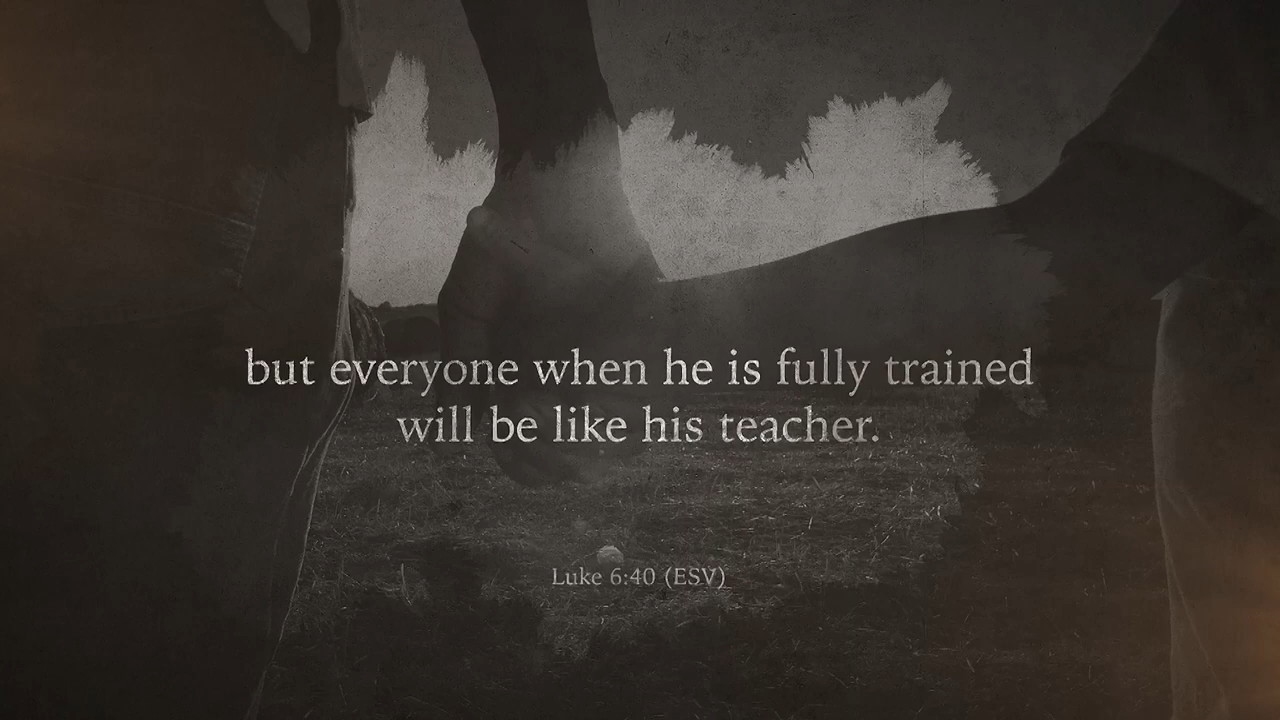 but everyone when he is fully trained
will be like his teacher.
Luke 6:40 (ESV)